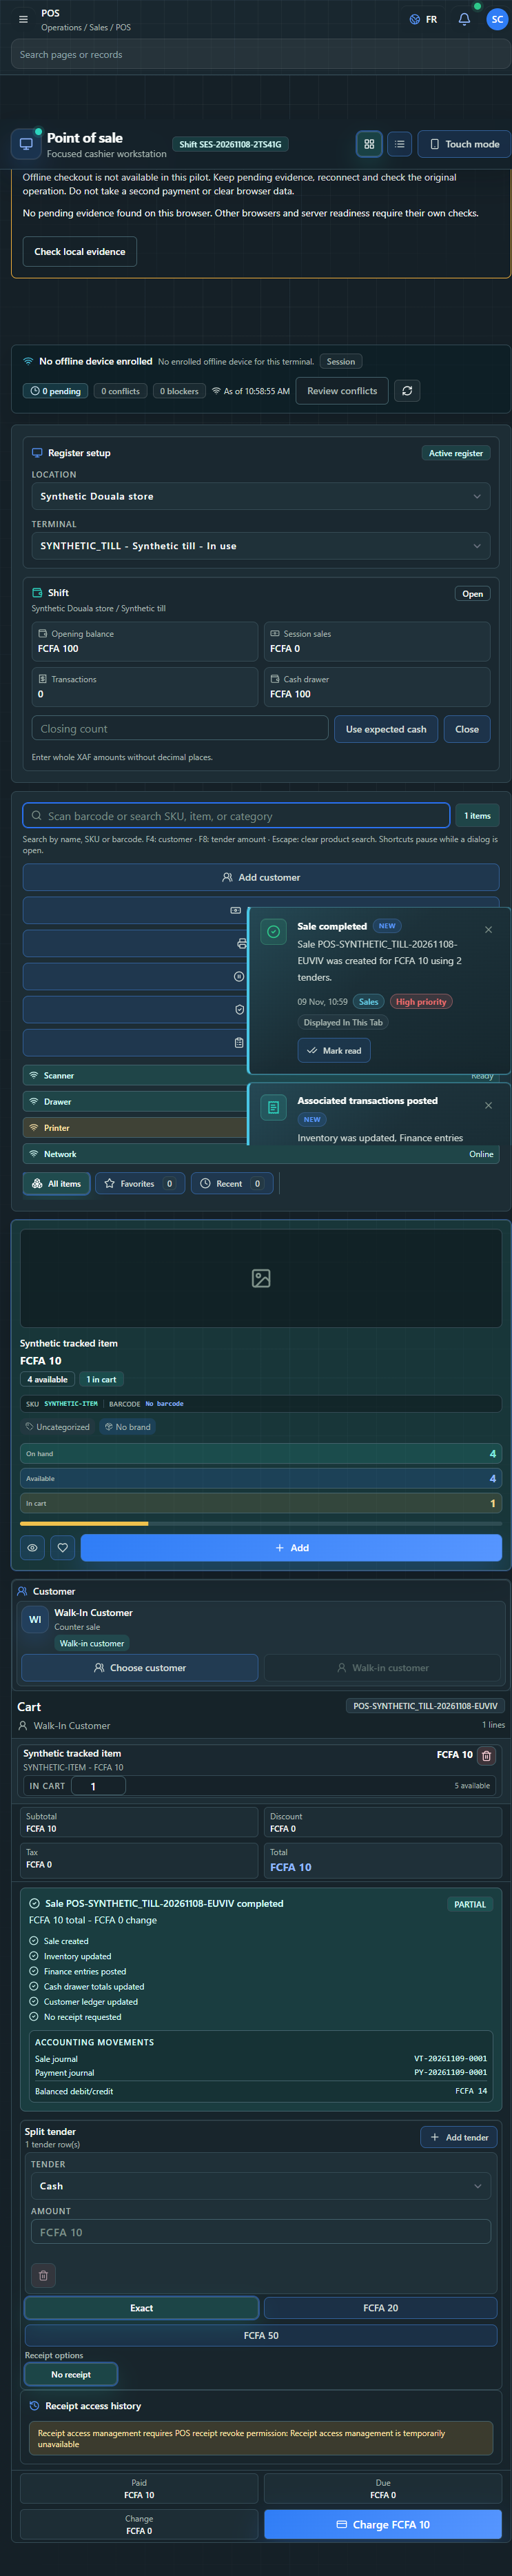 POS
Operations / Sales / POS
FR
SC
Search pages or records
Point of sale
Focused cashier workstation
Shift SES-20261108-2TS41G
Touch mode
Offline checkout is not available in this pilot. Keep pending evidence, reconnect and check the original
operation. Do not take a second payment or clear browser data.
No pending evidence found on this browser. Other browsers and server readiness require their own checks.
Check local evidence
No offline device enrolled No enrolled offline device for this terminal. Session
0 pending 0 conflicts 0 blockers As of 10:58:55 AM Review conflicts
Register setup
Active register
LOCATION
Synthetic Douala store
TERMINAL
SYNTHETIC_TILL - Synthetic till - In use
Shift
Open
Synthetic Douala store / Synthetic till
Opening balance
FCFA 100
Session sales
FCFA 0
Transactions
0
Cash drawer
FCFA 100
Closing count
Use expected cash
Close
Enter whole XAF amounts without decimal places.
Scan barcode or search SKU, item, or category
1 items
Search by name, SKU or barcode. F4: customer · F8: tender amount · Escape: clear product search. Shortcuts pause while a dialog is
open.
Add customer
Sale completed NEW
Sale POS-SYNTHETIC_TILL-20261108-
EUVIV was created for FCFA 10 using 2
tenders.
09 Nov, 10:59 Sales High priority
Displayed In This Tab
Mark read
Scanner
Ready
Drawer
Printer
Network
Online
Associated transactions posted
NEW
Inventory was updated, Finance entries
All items
Favorites 0
Recent 0
Synthetic tracked item
FCFA 10
4 available
1 in cart
SKU SYNTHETIC-ITEM BARCODE No barcode
Uncategorized
No brand
On hand 4
Available 4
In cart 1
Add
Customer
WI
Walk-In Customer
Counter sale
Walk-in customer
Choose customer
Walk-in customer
Cart
POS-SYNTHETIC_TILL-20261108-EUVIV
Walk-In Customer
1 lines
Synthetic tracked item
FCFA 10
SYNTHETIC-ITEM - FCFA 10
IN CART 1
5 available
Subtotal
FCFA 10
Discount
FCFA 0
Tax
FCFA 0
Total
FCFA 10
Sale POS-SYNTHETIC_TILL-20261108-EUVIV completed
PARTIAL
FCFA 10 total - FCFA 0 change
Sale created
Inventory updated
Finance entries posted
Cash drawer totals updated
Customer ledger updated
No receipt requested
ACCOUNTING MOVEMENTS
Sale journal VT-20261109-0001
Payment journal PY-20261109-0001
Balanced debit/credit FCFA 14
Split tender
1 tender row(s)
Add tender
TENDER
Cash
AMOUNT
FCFA 10
Exact
FCFA 20
FCFA 50
Receipt options
No receipt
Receipt access history
Receipt access management requires POS receipt revoke permission: Receipt access management is temporarily
unavailable
Paid
FCFA 10
Due
FCFA 0
Change
FCFA 0
Charge FCFA 10